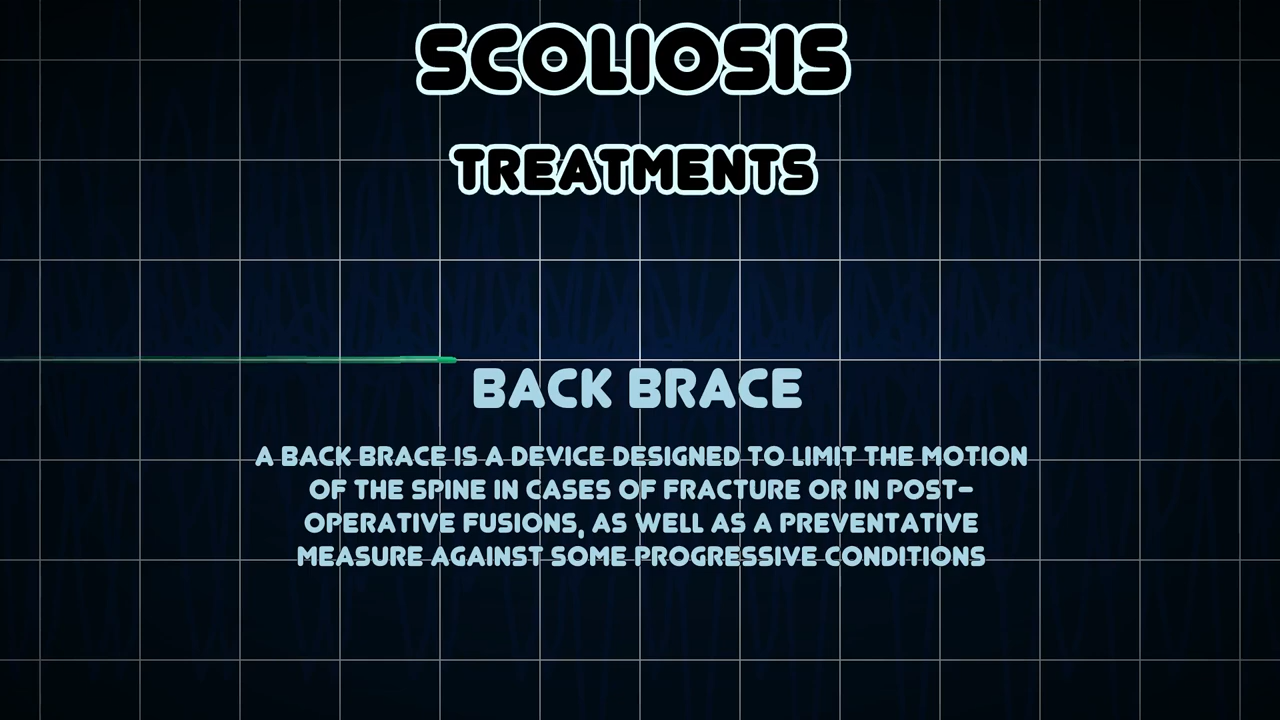 SCOLIOSIS
TREATMENTS
BACK BRACE
A BACK BRACE IS A DEVICE DESIGNED TO LIMIT THE MOTION
OF THE SPINE IN CASES OF FRACTURE OR IN POST-
OPERATIVE FUSIONS, AS WELL AS A PREVENTATIVE
MEASURE AGAINST SOME PROGRESSIVE CONDITIONS